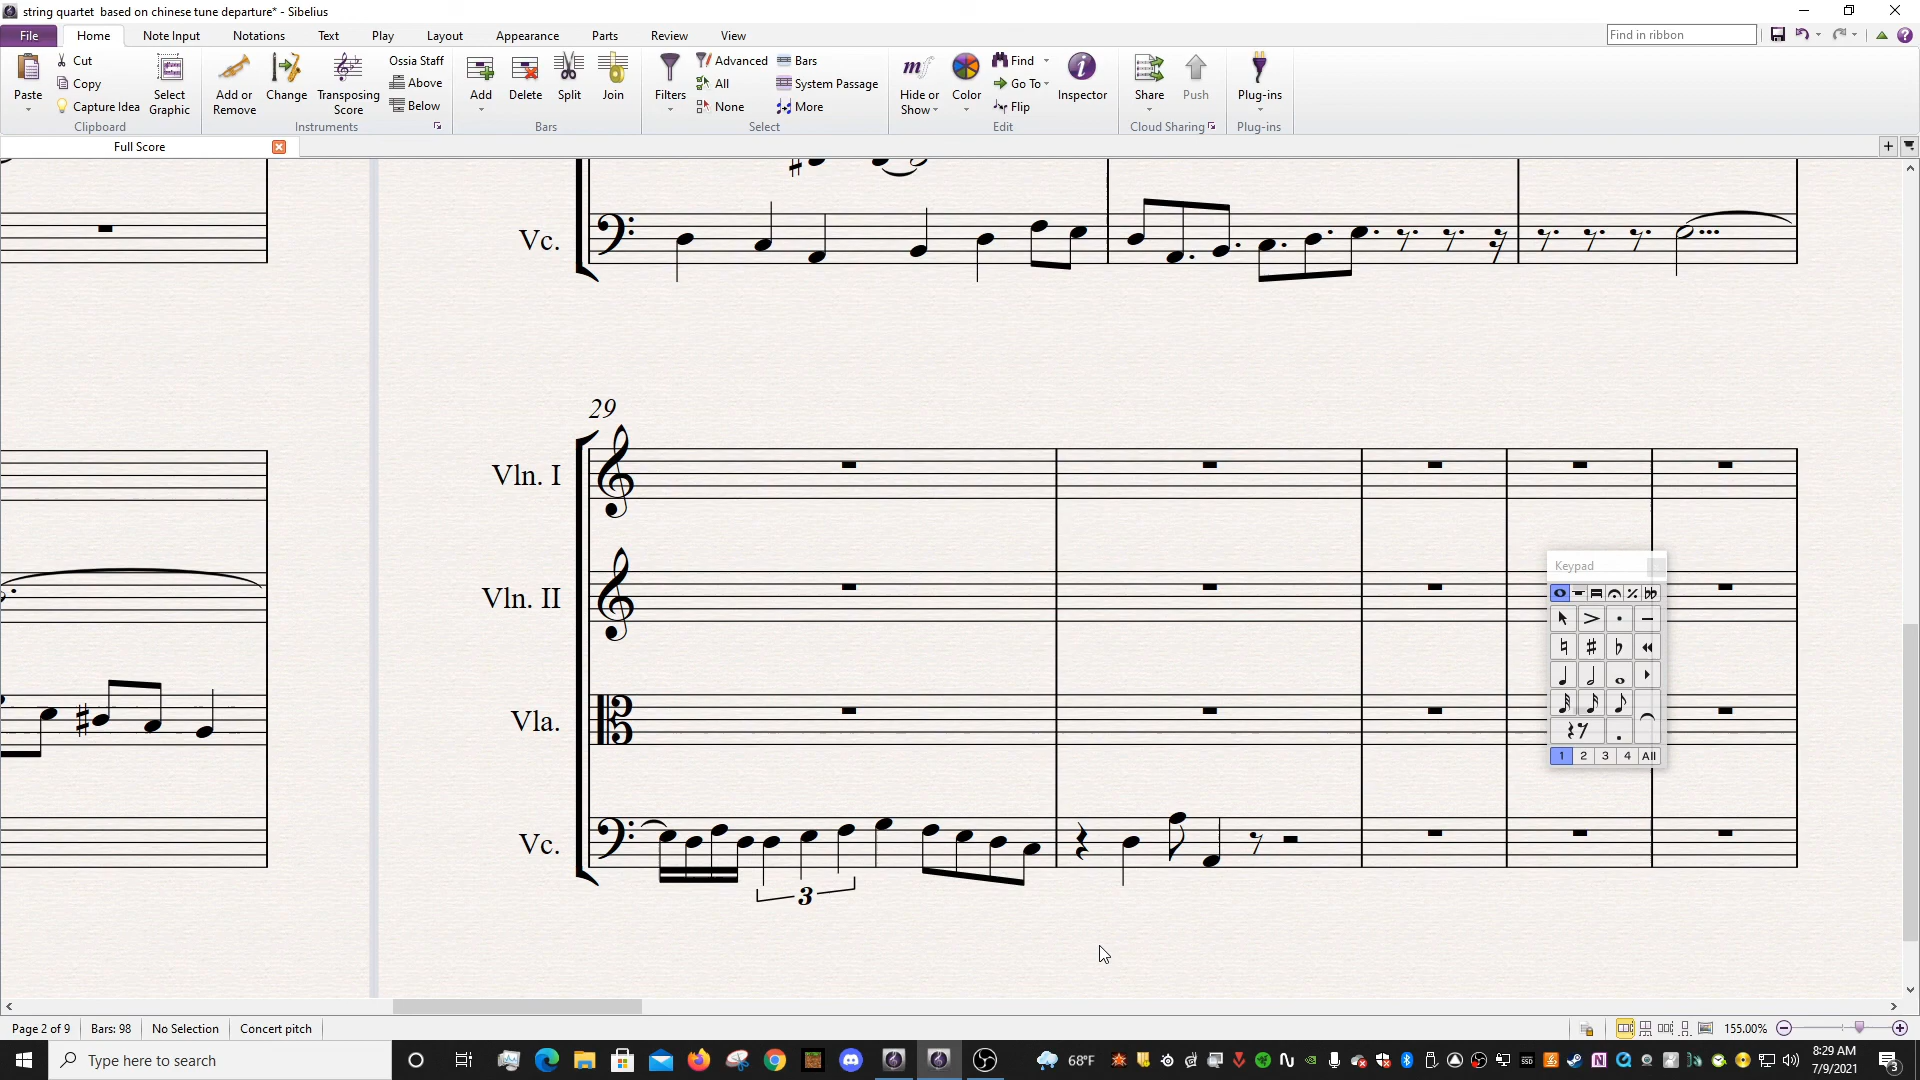 string quartet  based on chinese tune departure* - Sibelius
File Home Note Input Notations Text Play Layout Appearance Parts Review View Find in ribbon
Paste Cut Copy Capture Idea Select Graphic Clipboard
Add or Remove Change Transposing Score Ossia Staff Above Below Instruments
Add Delete Split Join Bars
Filters Advanced All None Bars System Passage More Select
Hide or Show Color Find Go To Flip Inspector Edit
Share Push Cloud Sharing
Plug-ins Plug-ins
Full Score
Vc.
29
Vln. I
Vln. II
Vla.
Vc.
3
Keypad
1 2 3 4 All
Page 2 of 9 Bars: 98 No Selection Concert pitch 155.00%
Type here to search 68°F 8:29 AM
7/9/2021 3